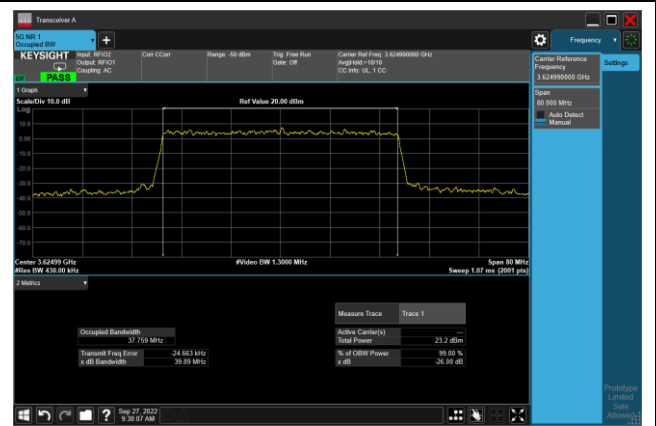 Transceiver A
5G NR 1
Occupied BW
Frequency
KEYSIGHT
Input: RFIO2
Output: RFIO1
Coupling: AC
Corr CCorr
Range: -59 dBm
Trig: Free Run
Gate: Off
Carrier Ref Freq: 3.624990000 GHz
Avg|Hold:>10/10
CC Info: UL, 1 CC
PASS
Carrier Reference
Frequency
3.624990000 GHz
Settings
Span
80.000 MHz
Auto Detect
Manual
1 Graph
Scale/Div 10.0 dB
Ref Value 20.00 dBm
Log
10.0
0.00
-10.0
-20.0
-30.0
-40.0
-50.0
-60.0
-70.0
Center 3.62499 GHz
#Video BW 1.3000 MHz
Span 80 MHz
#Res BW 430.00 kHz
Sweep 1.07 ms (2001 pts)
2 Metrics
Measure Trace
Trace 1
Occupied Bandwidth
37.759 MHz
Active Carrier(s)
---
Total Power
23.2 dBm
Transmit Freq Error
-24.663 kHz
% of OBW Power
99.00 %
x dB Bandwidth
39.89 MHz
x dB
-26.00 dB
Sep 27, 2022
9:30:07 AM
Prototype
Limited
Sale
Allowed